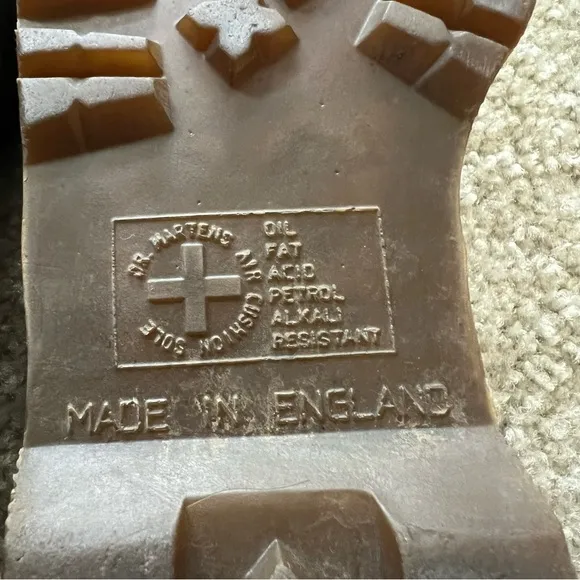 DR. MARTENS AIR CUSHION SOLE
OIL
FAT
ACID
PETROL
ALKALI
RESISTANT
MADE IN ENGLAND